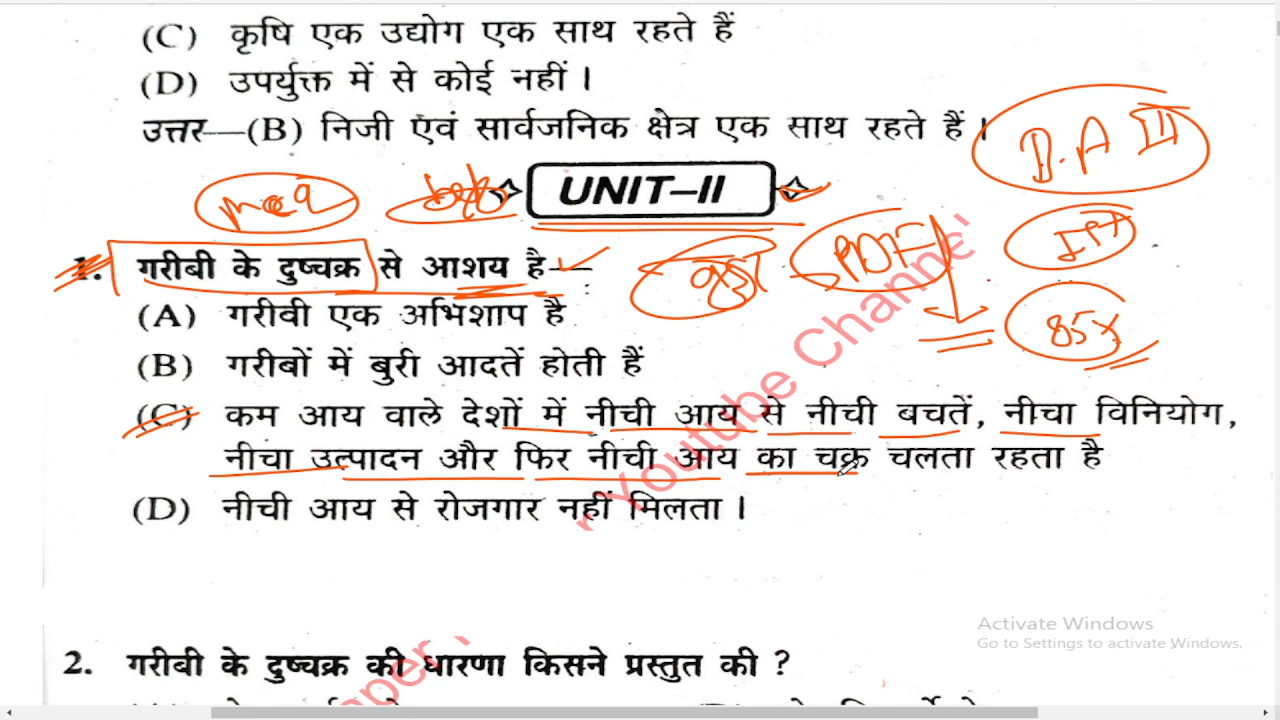 (C) कृषि एक उद्योग एक साथ रहते हैं
(D) उपर्युक्त में से कोई नहीं।
उत्तर—(B) निजी एवं सार्वजनिक क्षेत्र एक साथ रहते हैं।
B.A III
mcq
UNIT–II
PDF
1. गरीबी के दुष्चक्र से आशय है—
(A) गरीवी एक अभिशाप है
85%
(B) गरीबों में बुरी आदतें होती हैं
(C) कम आय वाले देशों में नीची आय से नीची बचतें, नीचा विनियोग,
नीचा उत्पादन और फिर नीची आय का चक्र चलता रहता है
(D) नीची आय से रोजगार नहीं मिलता।
Youtube Channel
Activate Windows
Go to Settings to activate Windows.
2. गरीबी के दुष्चक्र की धारणा किसने प्रस्तुत की ?